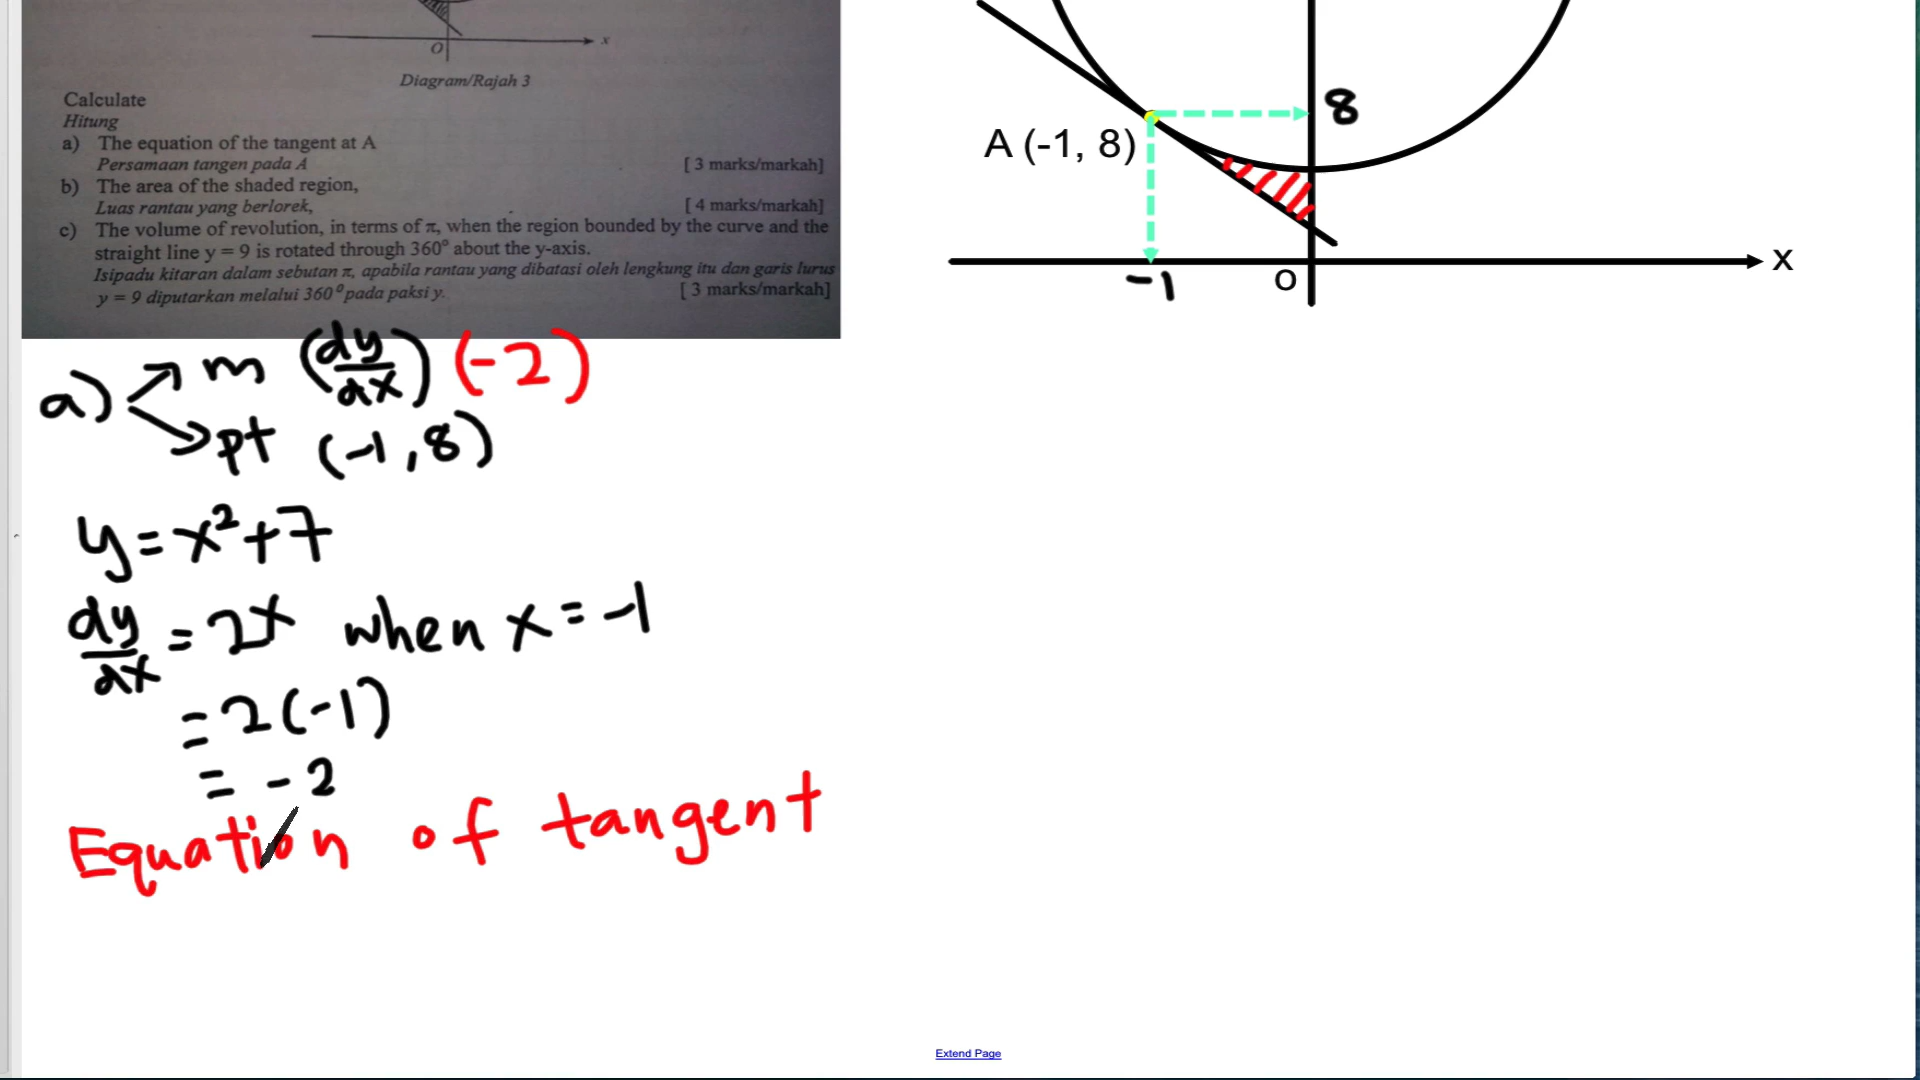 O
x
Diagram/Rajah 3
Calculate
Hitung
a) The equation of the tangent at A
Persamaan tangen pada A [ 3 marks/markah]
b) The area of the shaded region,
Luas rantau yang berlorek, [ 4 marks/markah]
c) The volume of revolution, in terms of π, when the region bounded by the curve and the
straight line y = 9 is rotated through 360° about the y-axis.
Isipadu kitaran dalam sebutan π, apabila rantau yang dibatasi oleh lengkung itu dan garis lurus
y = 9 diputarkan melalui 360° pada paksi y. [ 3 marks/markah]
8
A (-1, 8)
-1
O
x
a) m (dy/dx) (-2)
pt (-1, 8)
y = x² + 7
dy/dx = 2x when x = -1
= 2(-1)
= -2
Equation of tangent
Extend Page